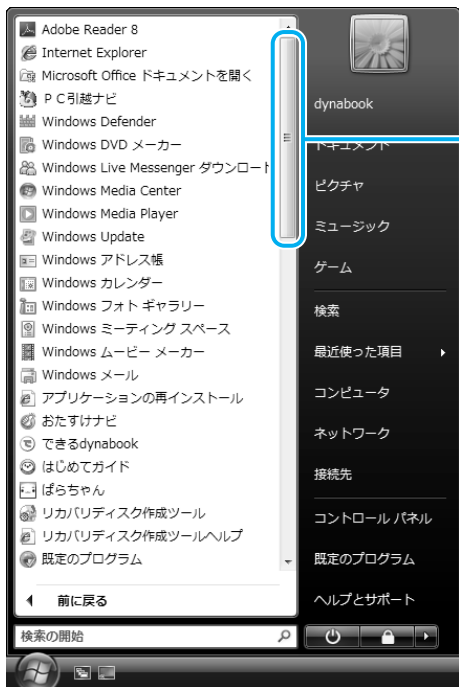 Adobe Reader 8
Internet Explorer
Microsoft Office ドキュメントを開く
ＰＣ引越ナビ
Windows Defender
Windows DVD メーカー
Windows Live Messenger ダウンロード
Windows Media Center
Windows Media Player
Windows Update
Windows アドレス帳
Windows カレンダー
Windows フォト ギャラリー
Windows ミーティング スペース
Windows ムービー メーカー
Windows メール
アプリケーションの再インストール
おたすけナビ
できるdynabook
はじめてガイド
ぱらちゃん
リカバリディスク作成ツール
リカバリディスク作成ツールヘルプ
既定のプログラム
前に戻る
検索の開始
dynabook
ドキュメント
ピクチャ
ミュージック
ゲーム
検索
最近使った項目
コンピュータ
ネットワーク
接続先
コントロール パネル
既定のプログラム
ヘルプとサポート